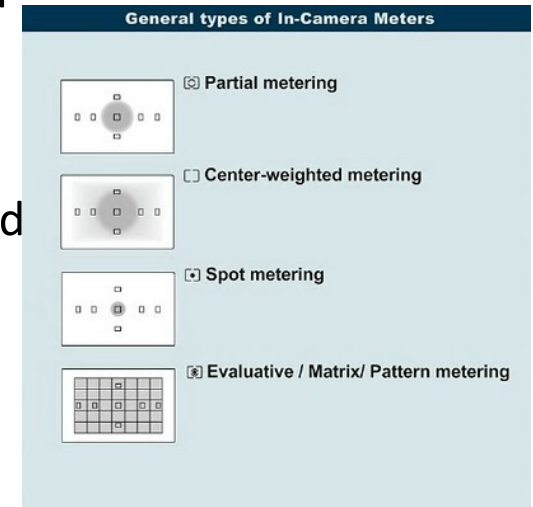 General types of In-Camera Meters
Partial metering
Center-weighted metering
d
Spot metering
Evaluative / Matrix/ Pattern metering